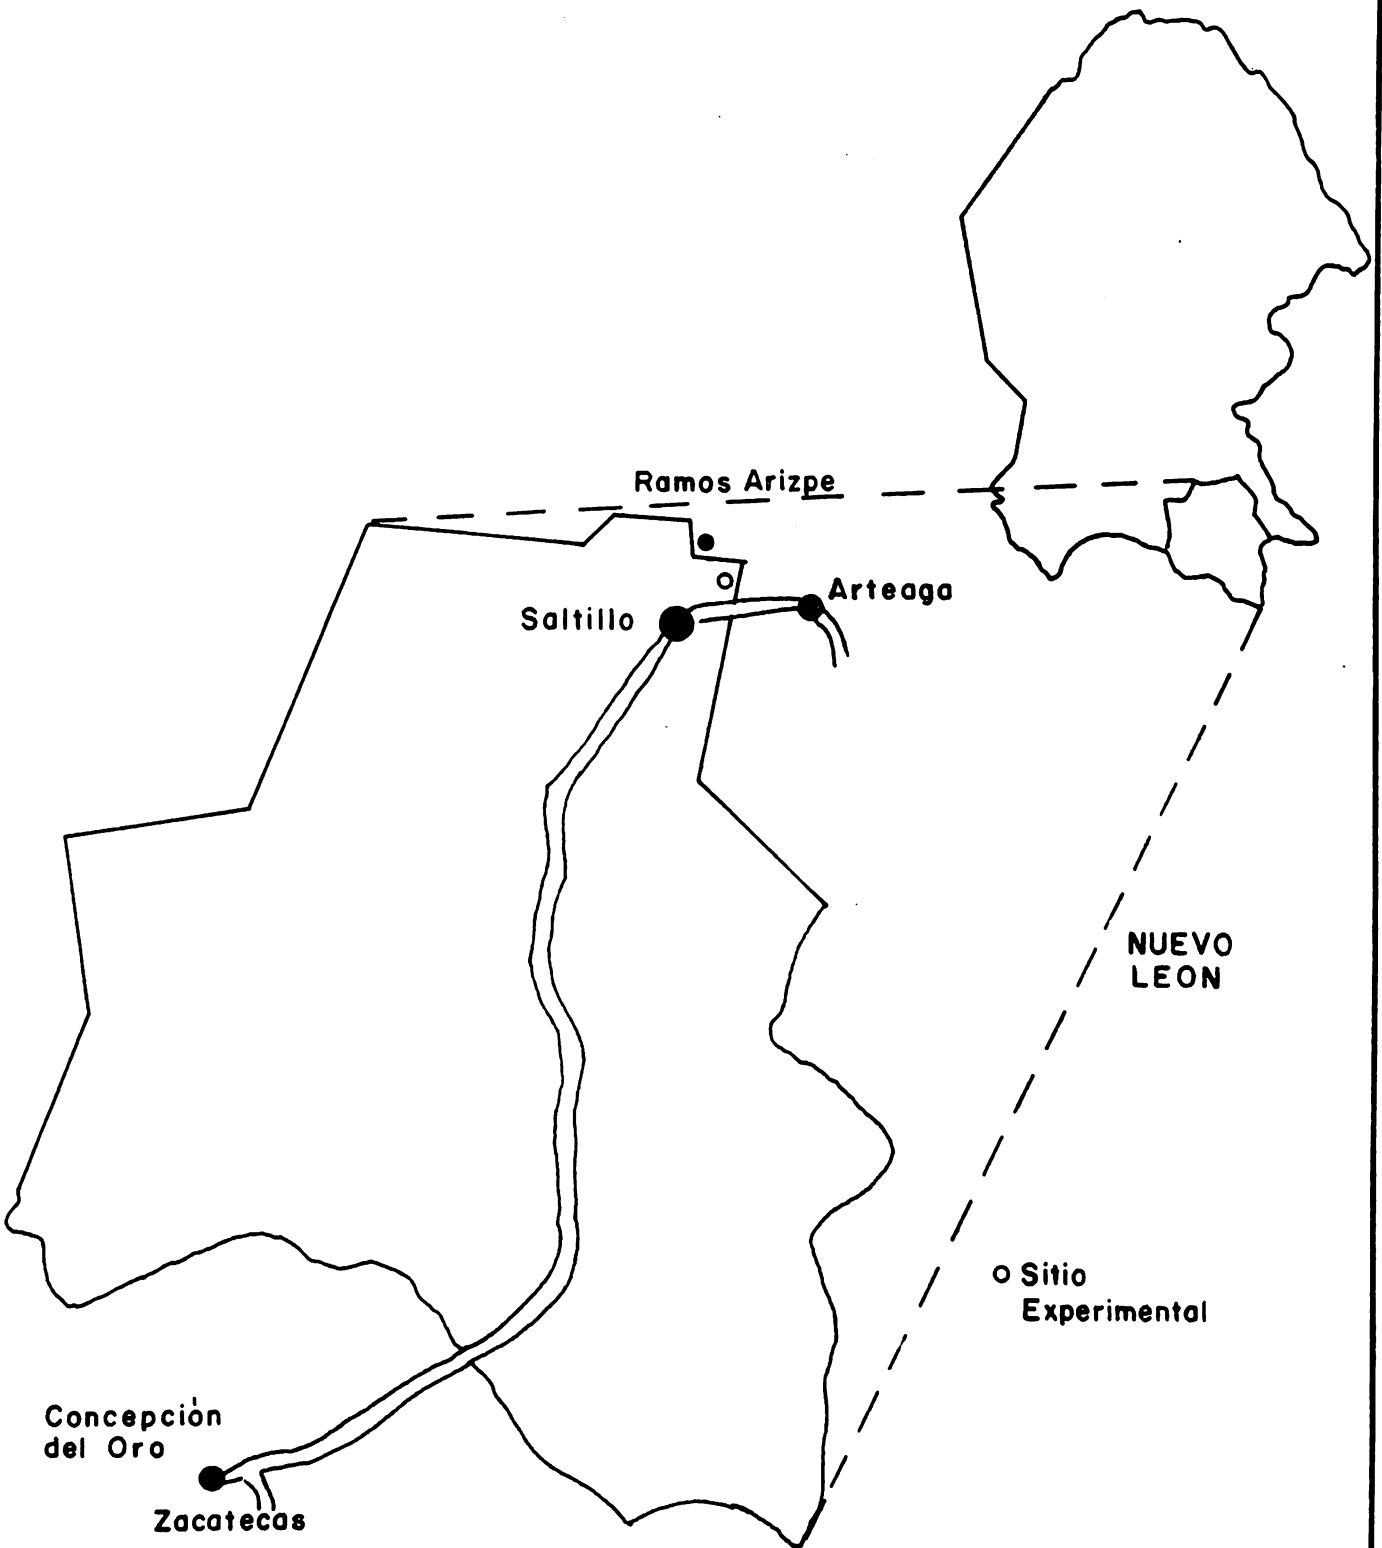 Ramos Arizpe
Arteaga
Saltillo
NUEVO
LEON
Sitio
Experimental
Concepción
del Oro
Zacatecas